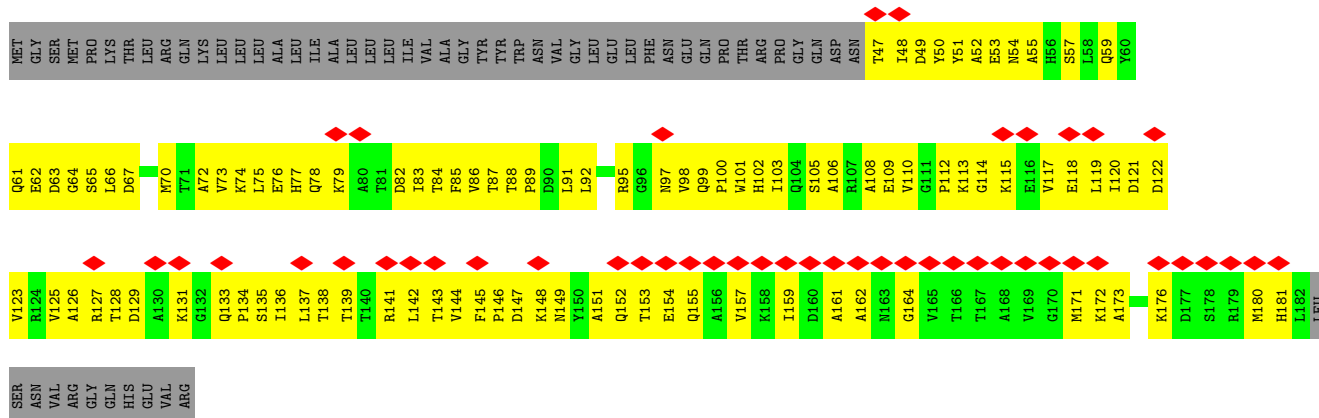 MET GLY SER MET PRO LYS THR LEU ARG GLN LYS LEU LEU LEU ALA LEU ILE ALA LEU LEU LEU ILE VAL ALA GLY TYR TYR TRP ASN VAL GLY LEU GLU LEU PHE ASN GLU GLN PRO THR ARG PRO GLY GLN ASP ASN T47 I48 D49 Y50 Y51 A52 E53 N54 A55 H56 S57 L58 Q59 Y60
Q61 E62 D63 G64 S65 L66 D67 M70 T71 A72 V73 K74 L75 E76 H77 Q78 K79 A80 T81 D82 I83 T84 F85 V86 T87 T88 P89 D90 L91 L92 R95 G96 N97 V98 Q99 P100 W101 H102 I103 Q104 S105 A106 R107 A108 E109 V110 G111 P112 K113 G114 K115 E116 V117 E118 L119 I120 D121 D122
V123 R124 V125 A126 R127 T128 D129 A130 K131 G132 Q133 P134 S135 I136 L137 T138 T139 T140 R141 L142 T143 V144 F145 P146 D147 K148 N149 Y150 A151 Q152 T153 E154 Q155 A156 V157 K158 I159 D160 A161 A162 N163 G164 V165 T166 T167 A168 V169 G170 M171 K172 A173 K176 D177 S178 R179 M180 H181 L182 LEU
SER ASN VAL ARG GLY GLN HIS GLU VAL ARG